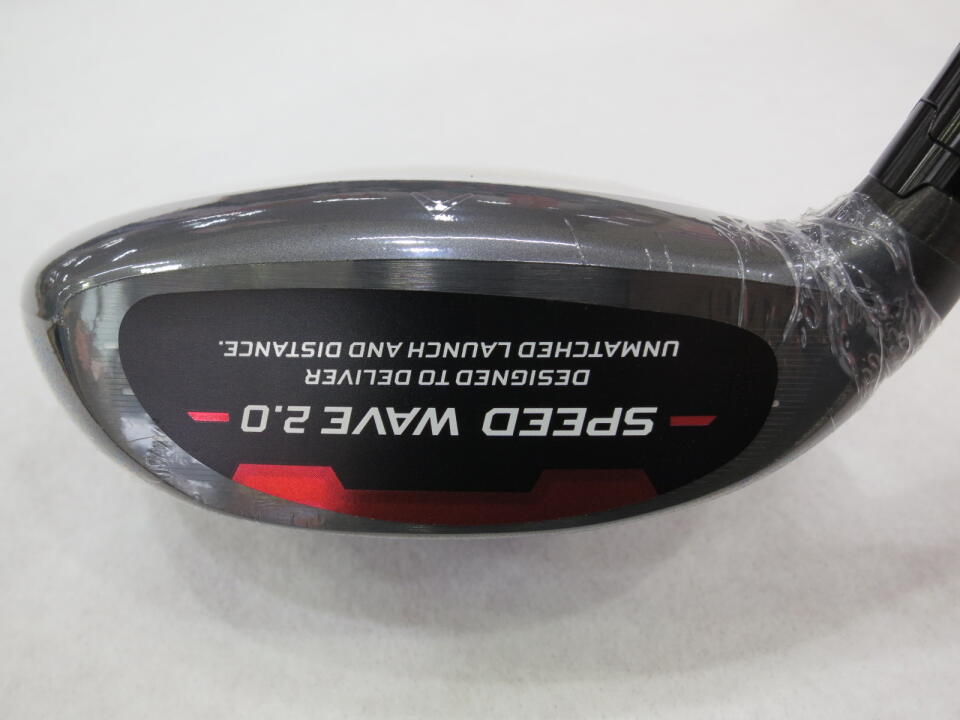 SPEED WAVE 2.0
DESIGNED TO DELIVER
UNMATCHED LAUNCH AND DISTANCE.